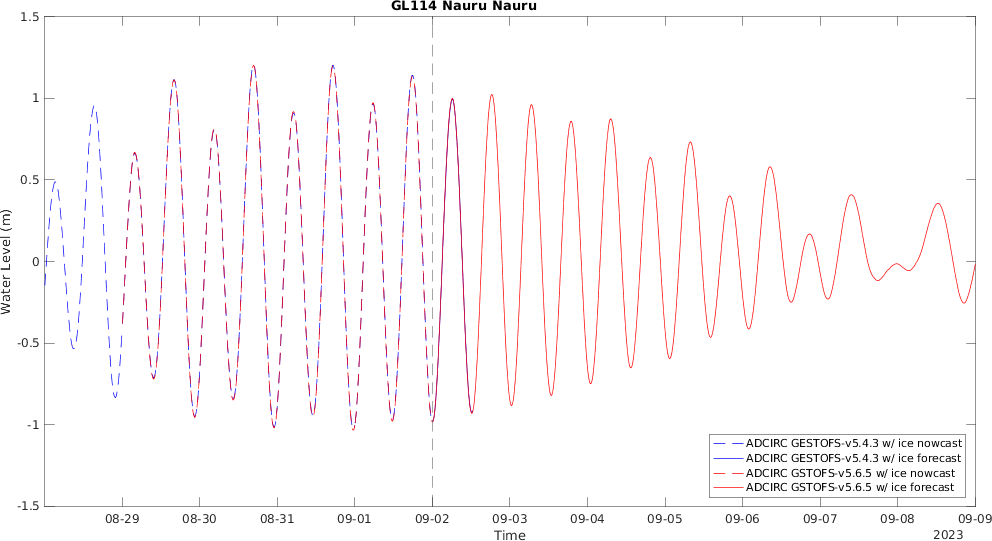 GL114 Nauru Nauru
1.5
1
0.5
0
-0.5
-1
-1.5
Water Level (m)
ADCIRC GESTOFS-v5.4.3 w/ ice nowcast
ADCIRC GESTOFS-v5.4.3 w/ ice forecast
ADCIRC GSTOFS-v5.6.5 w/ ice nowcast
ADCIRC GSTOFS-v5.6.5 w/ ice forecast
08-29 08-30 08-31 09-01 09-02 09-03 09-04 09-05 09-06 09-07 09-08 09-09
Time
2023